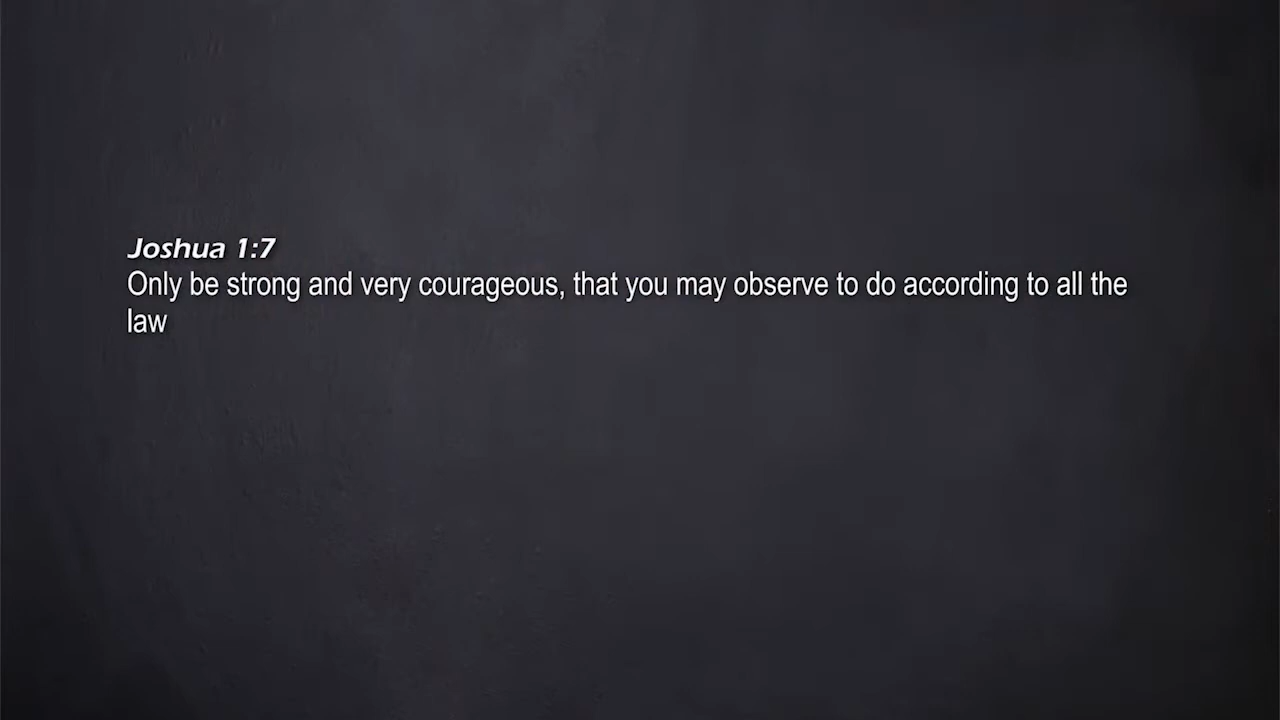 Joshua 1:7
Only be strong and very courageous, that you may observe to do according to all the
law